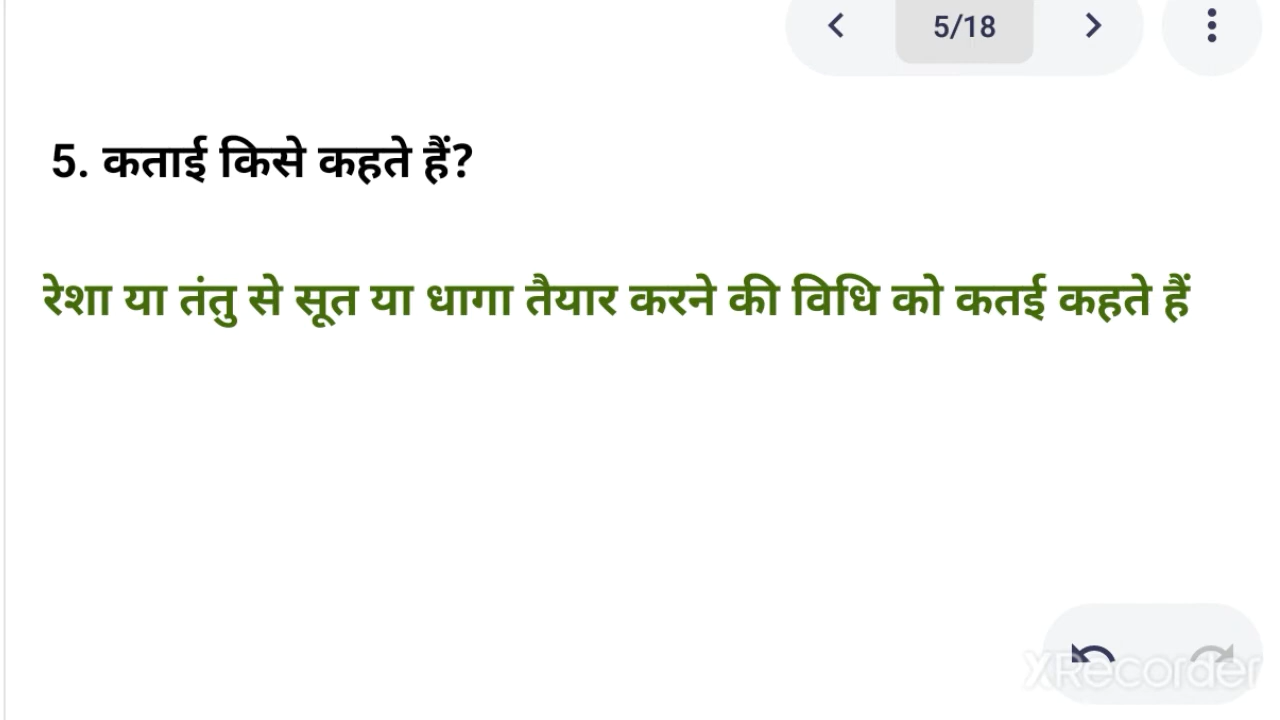 5/18
5. कताई किसे कहते हैं?
रेशा या तंतु से सूत या धागा तैयार करने की विधि को कतई कहते हैं
XRecorder